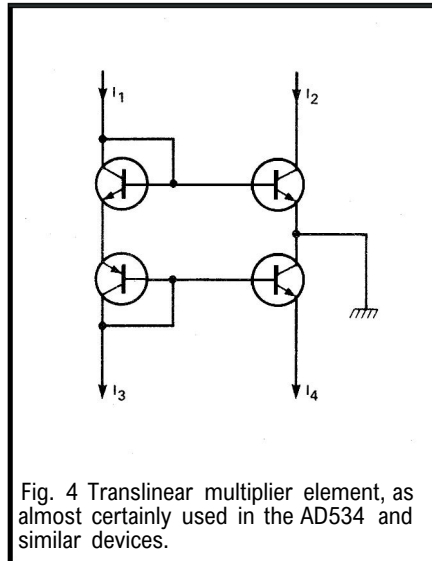 I1
I2
I3
I4
Fig. 4 Translinear multiplier element, as
almost certainly used in the AD534 and
similar devices.